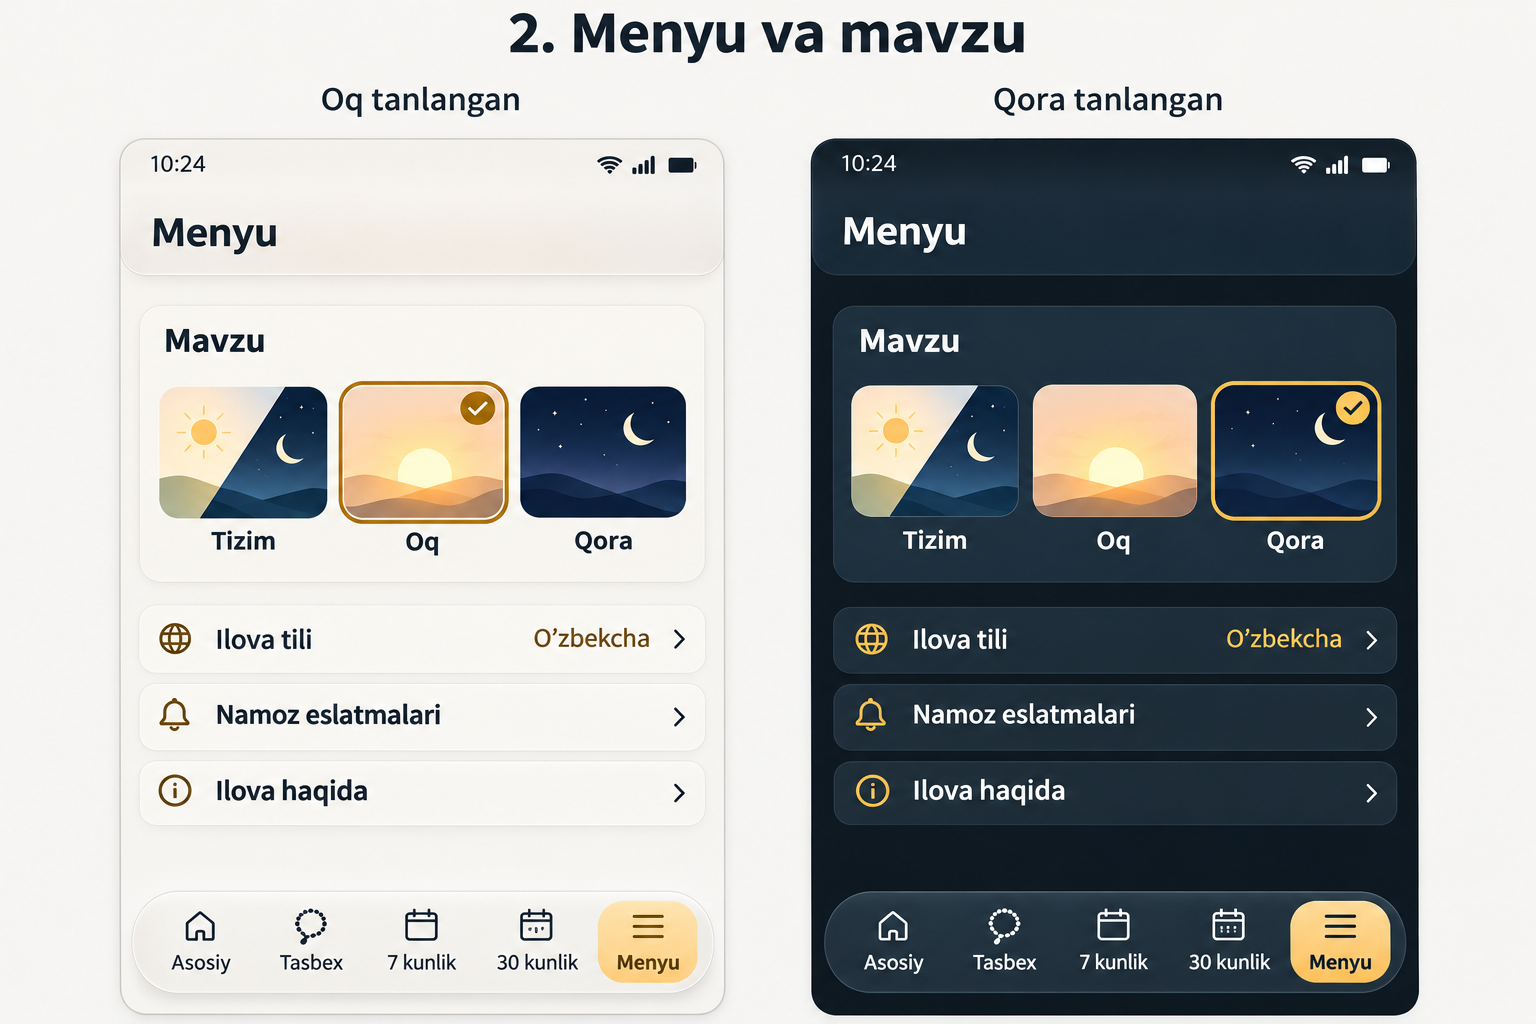 2. Menyu va mavzu
Oq tanlangan
10:24
Menyu
Mavzu
Tizim
Oq
Qora
Ilova tili
O’zbekcha
Namoz eslatmalari
Ilova haqida
Asosiy
Tasbex
7 kunlik
30 kunlik
Menyu
Qora tanlangan
10:24
Menyu
Mavzu
Tizim
Oq
Qora
Ilova tili
O’zbekcha
Namoz eslatmalari
Ilova haqida
Asosiy
Tasbex
7 kunlik
30 kunlik
Menyu